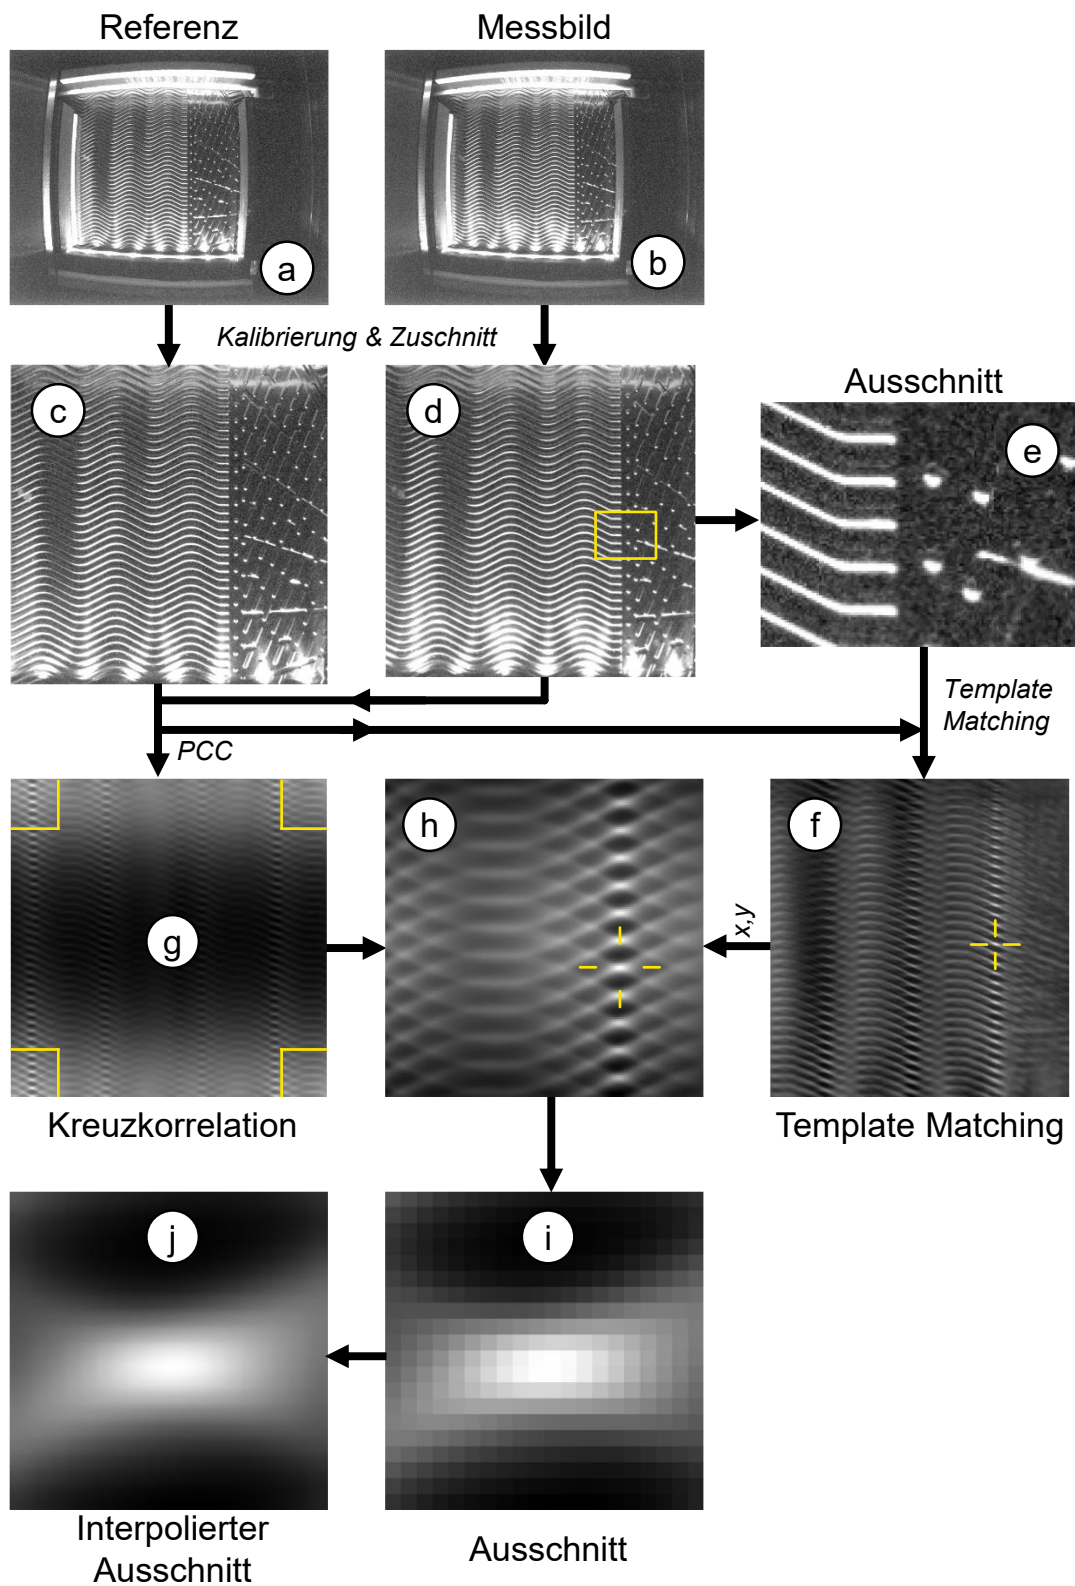 Referenz
Messbild
a
b
Kalibrierung & Zuschnitt
c
d
Ausschnitt
e
Template
Matching
PCC
g
h
f
x,y
Kreuzkorrelation
Template Matching
j
i
Interpolierter
Ausschnitt
Ausschnitt